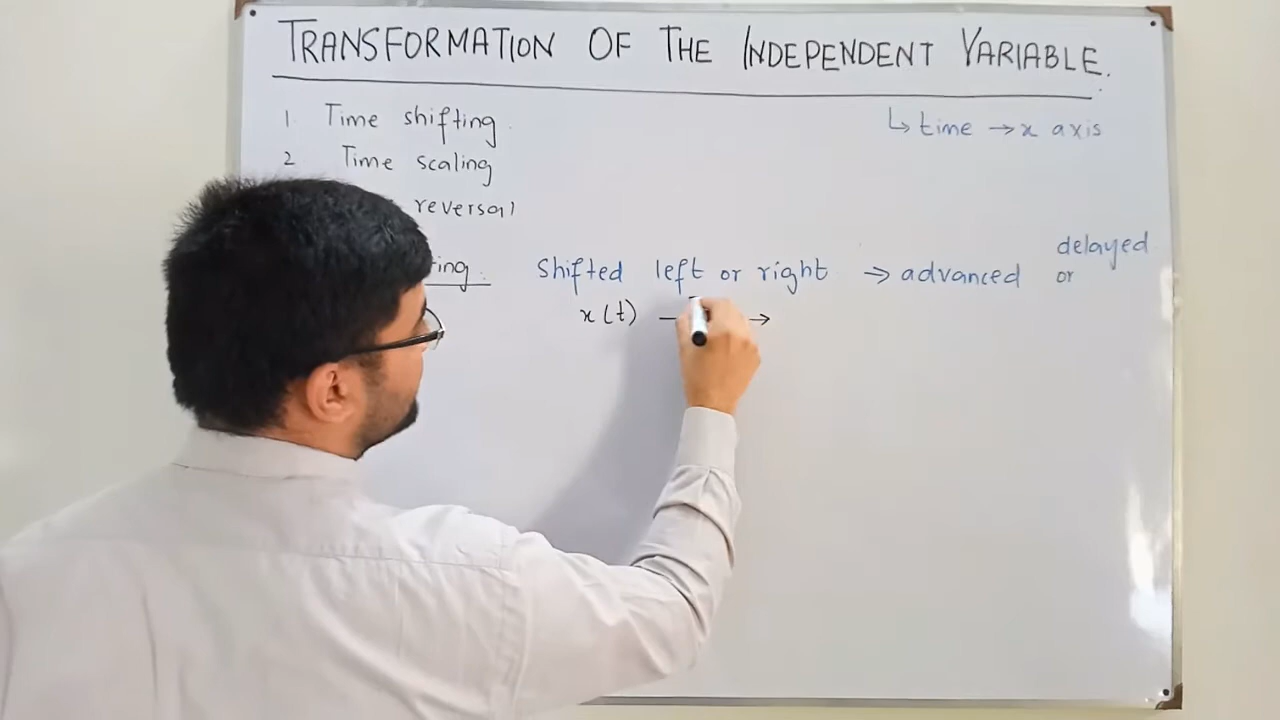 TRANSFORMATION OF THE INDEPENDENT VARIABLE.
1. Time shifting
↳ time → x axis
2 Time scaling
reversal
delayed
ing: Shifted left or right → advanced or
x(t) →